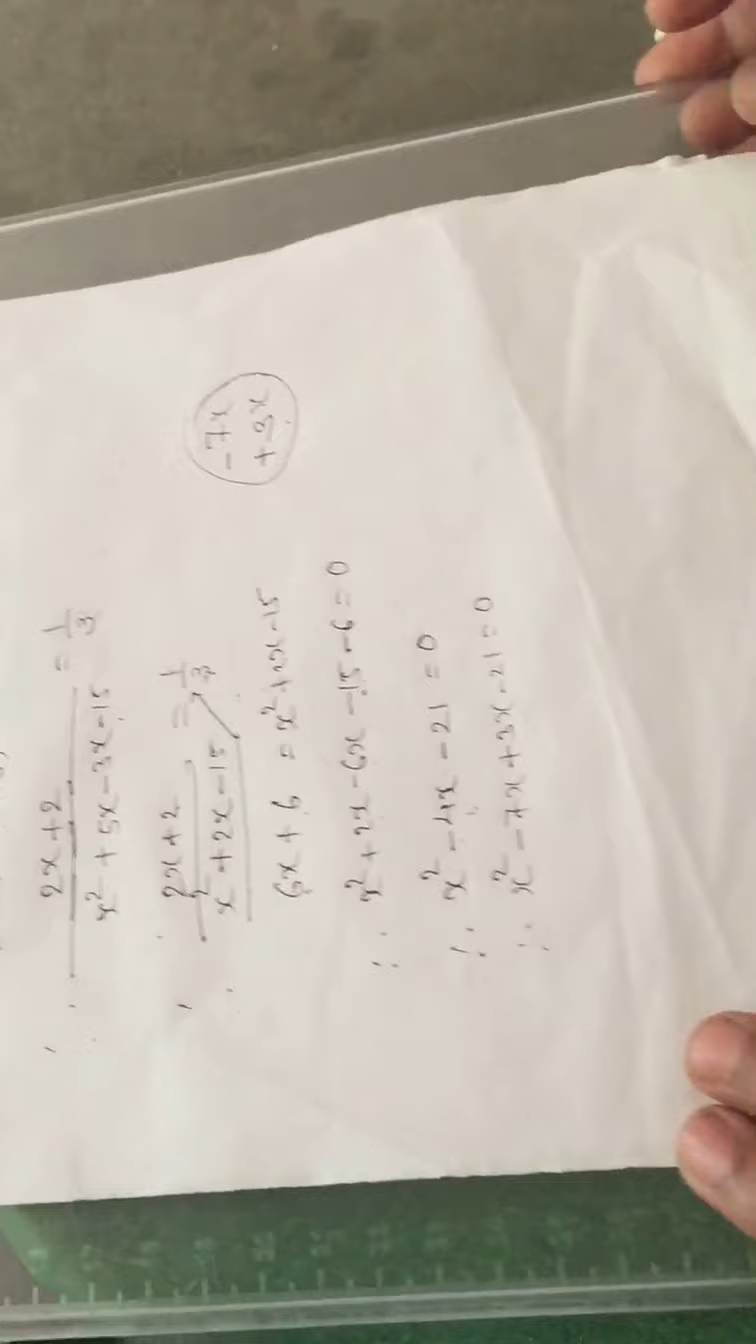 2x+2 / x² + 5x - 3x - 15 = 1/3
2x+2 / x² + 2x - 15 = 1/3
-7x
+3x
6x + 6 = x² + 2x - 15
∴ x² + 2x - 6x - 15 - 6 = 0
∴ x² - 4x - 21 = 0
∴ x² - 7x + 3x - 21 = 0